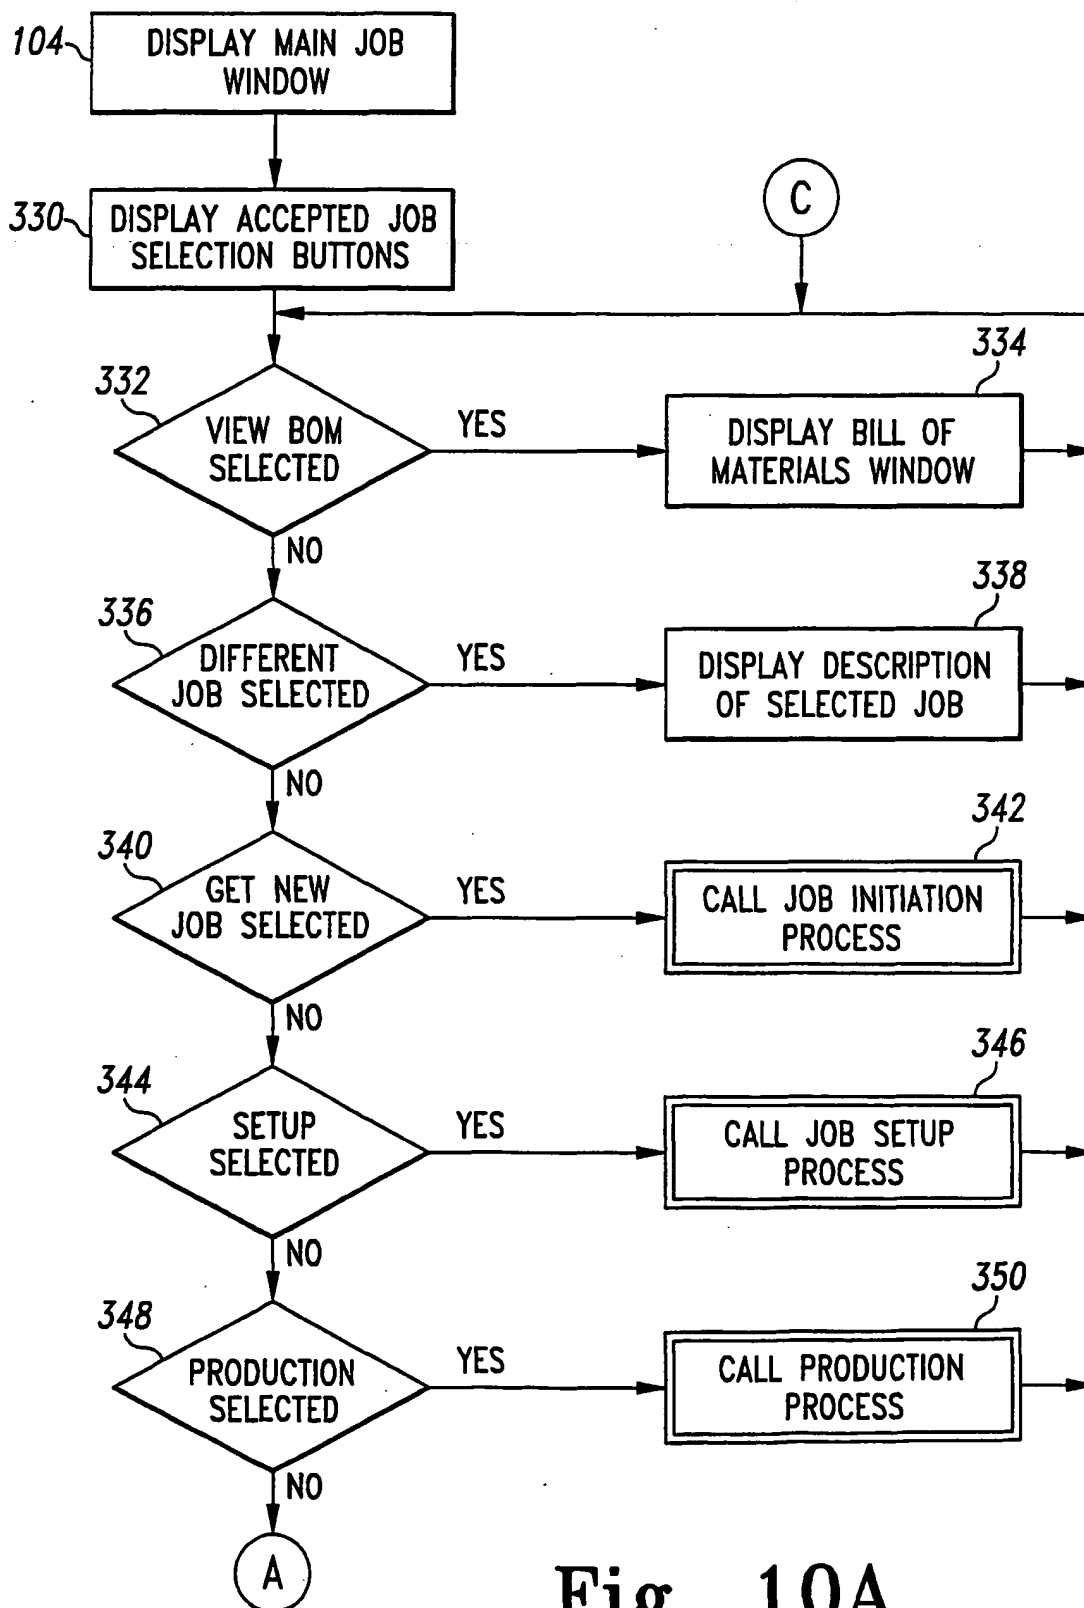 104
DISPLAY MAIN JOB
WINDOW
330
DISPLAY ACCEPTED JOB
SELECTION BUTTONS
C
332
VIEW BOM
SELECTED
YES
334
DISPLAY BILL OF
MATERIALS WINDOW
NO
336
DIFFERENT
JOB SELECTED
YES
338
DISPLAY DESCRIPTION
OF SELECTED JOB
NO
340
GET NEW
JOB SELECTED
YES
342
CALL JOB INITIATION
PROCESS
NO
344
SETUP
SELECTED
YES
346
CALL JOB SETUP
PROCESS
NO
348
PRODUCTION
SELECTED
YES
350
CALL PRODUCTION
PROCESS
NO
A
Fig. 10A